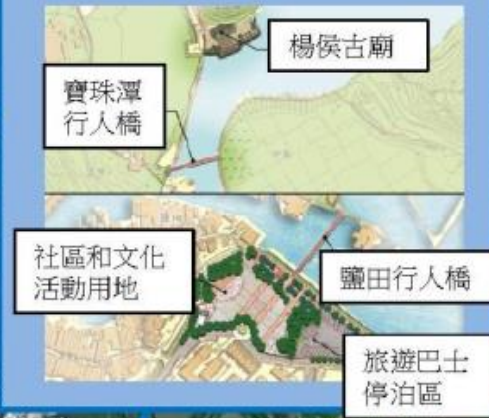 楊侯古廟
寶珠潭
行人橋
社區和文化
活動用地
鹽田行人橋
旅遊巴士
停泊區